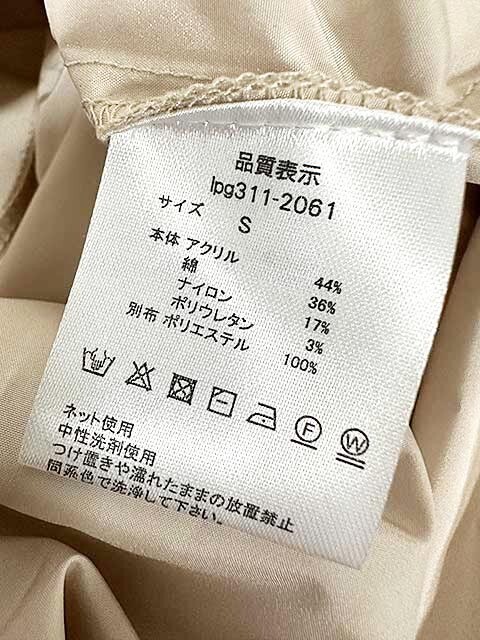 品質表示
lpg311-2061
サイズ S
本体 アクリル 44%
綿 36%
ナイロン 17%
ポリウレタン 3%
別布 ポリエステル 100%
F W
ネット使用
中性洗剤使用
つけ置きや濡れたままの放置禁止
同系色で洗浄して下さい。